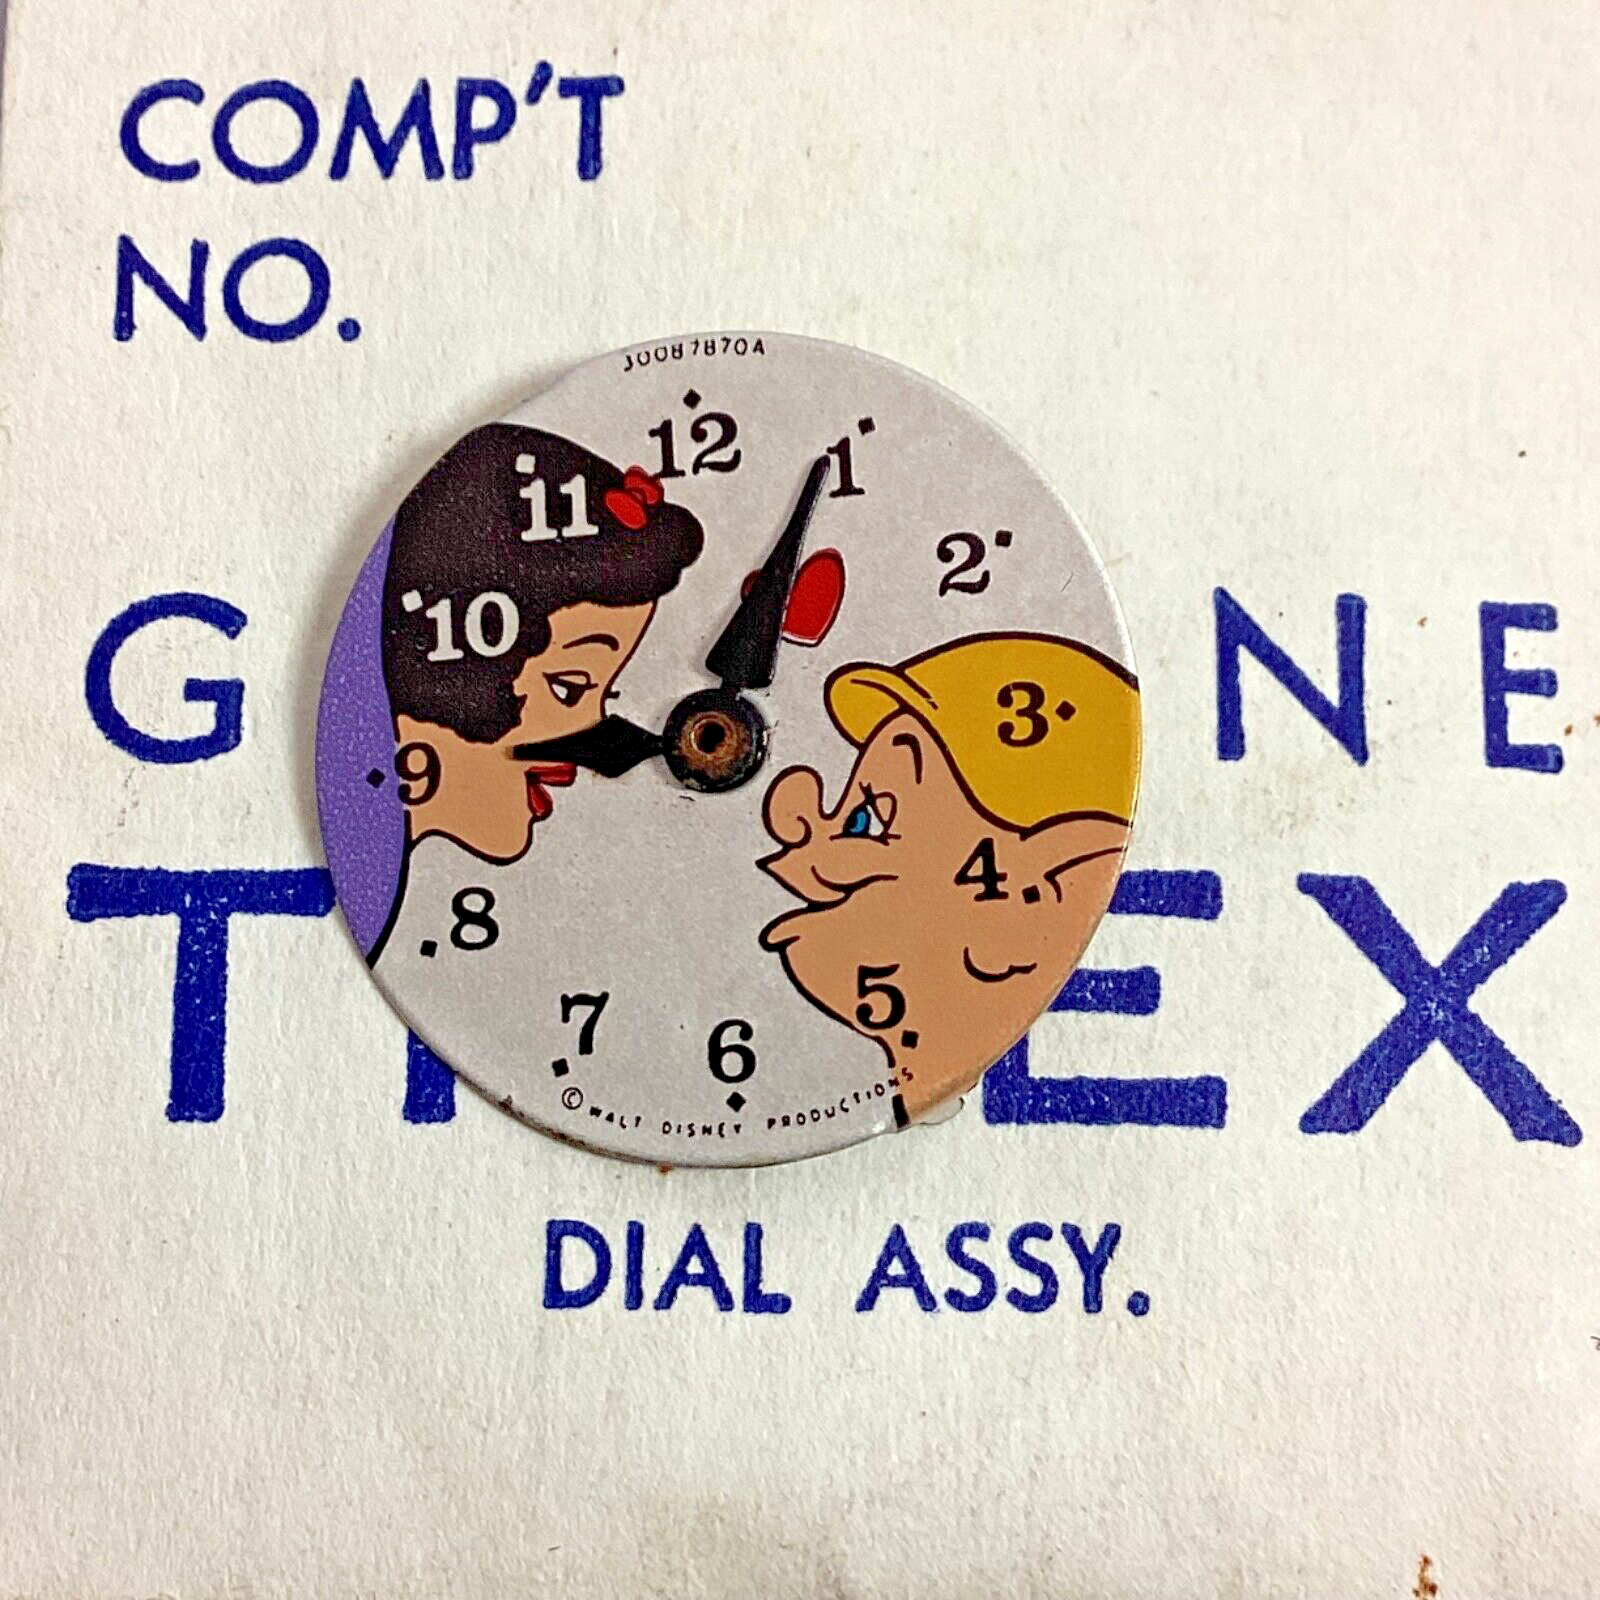 COMP'T
NO.
J0087870A
12
11
1
10
2
9
3
8
4
7
6
5
© WALT DISNEY PRODUCTIONS
G NE
T EX
DIAL ASSY.